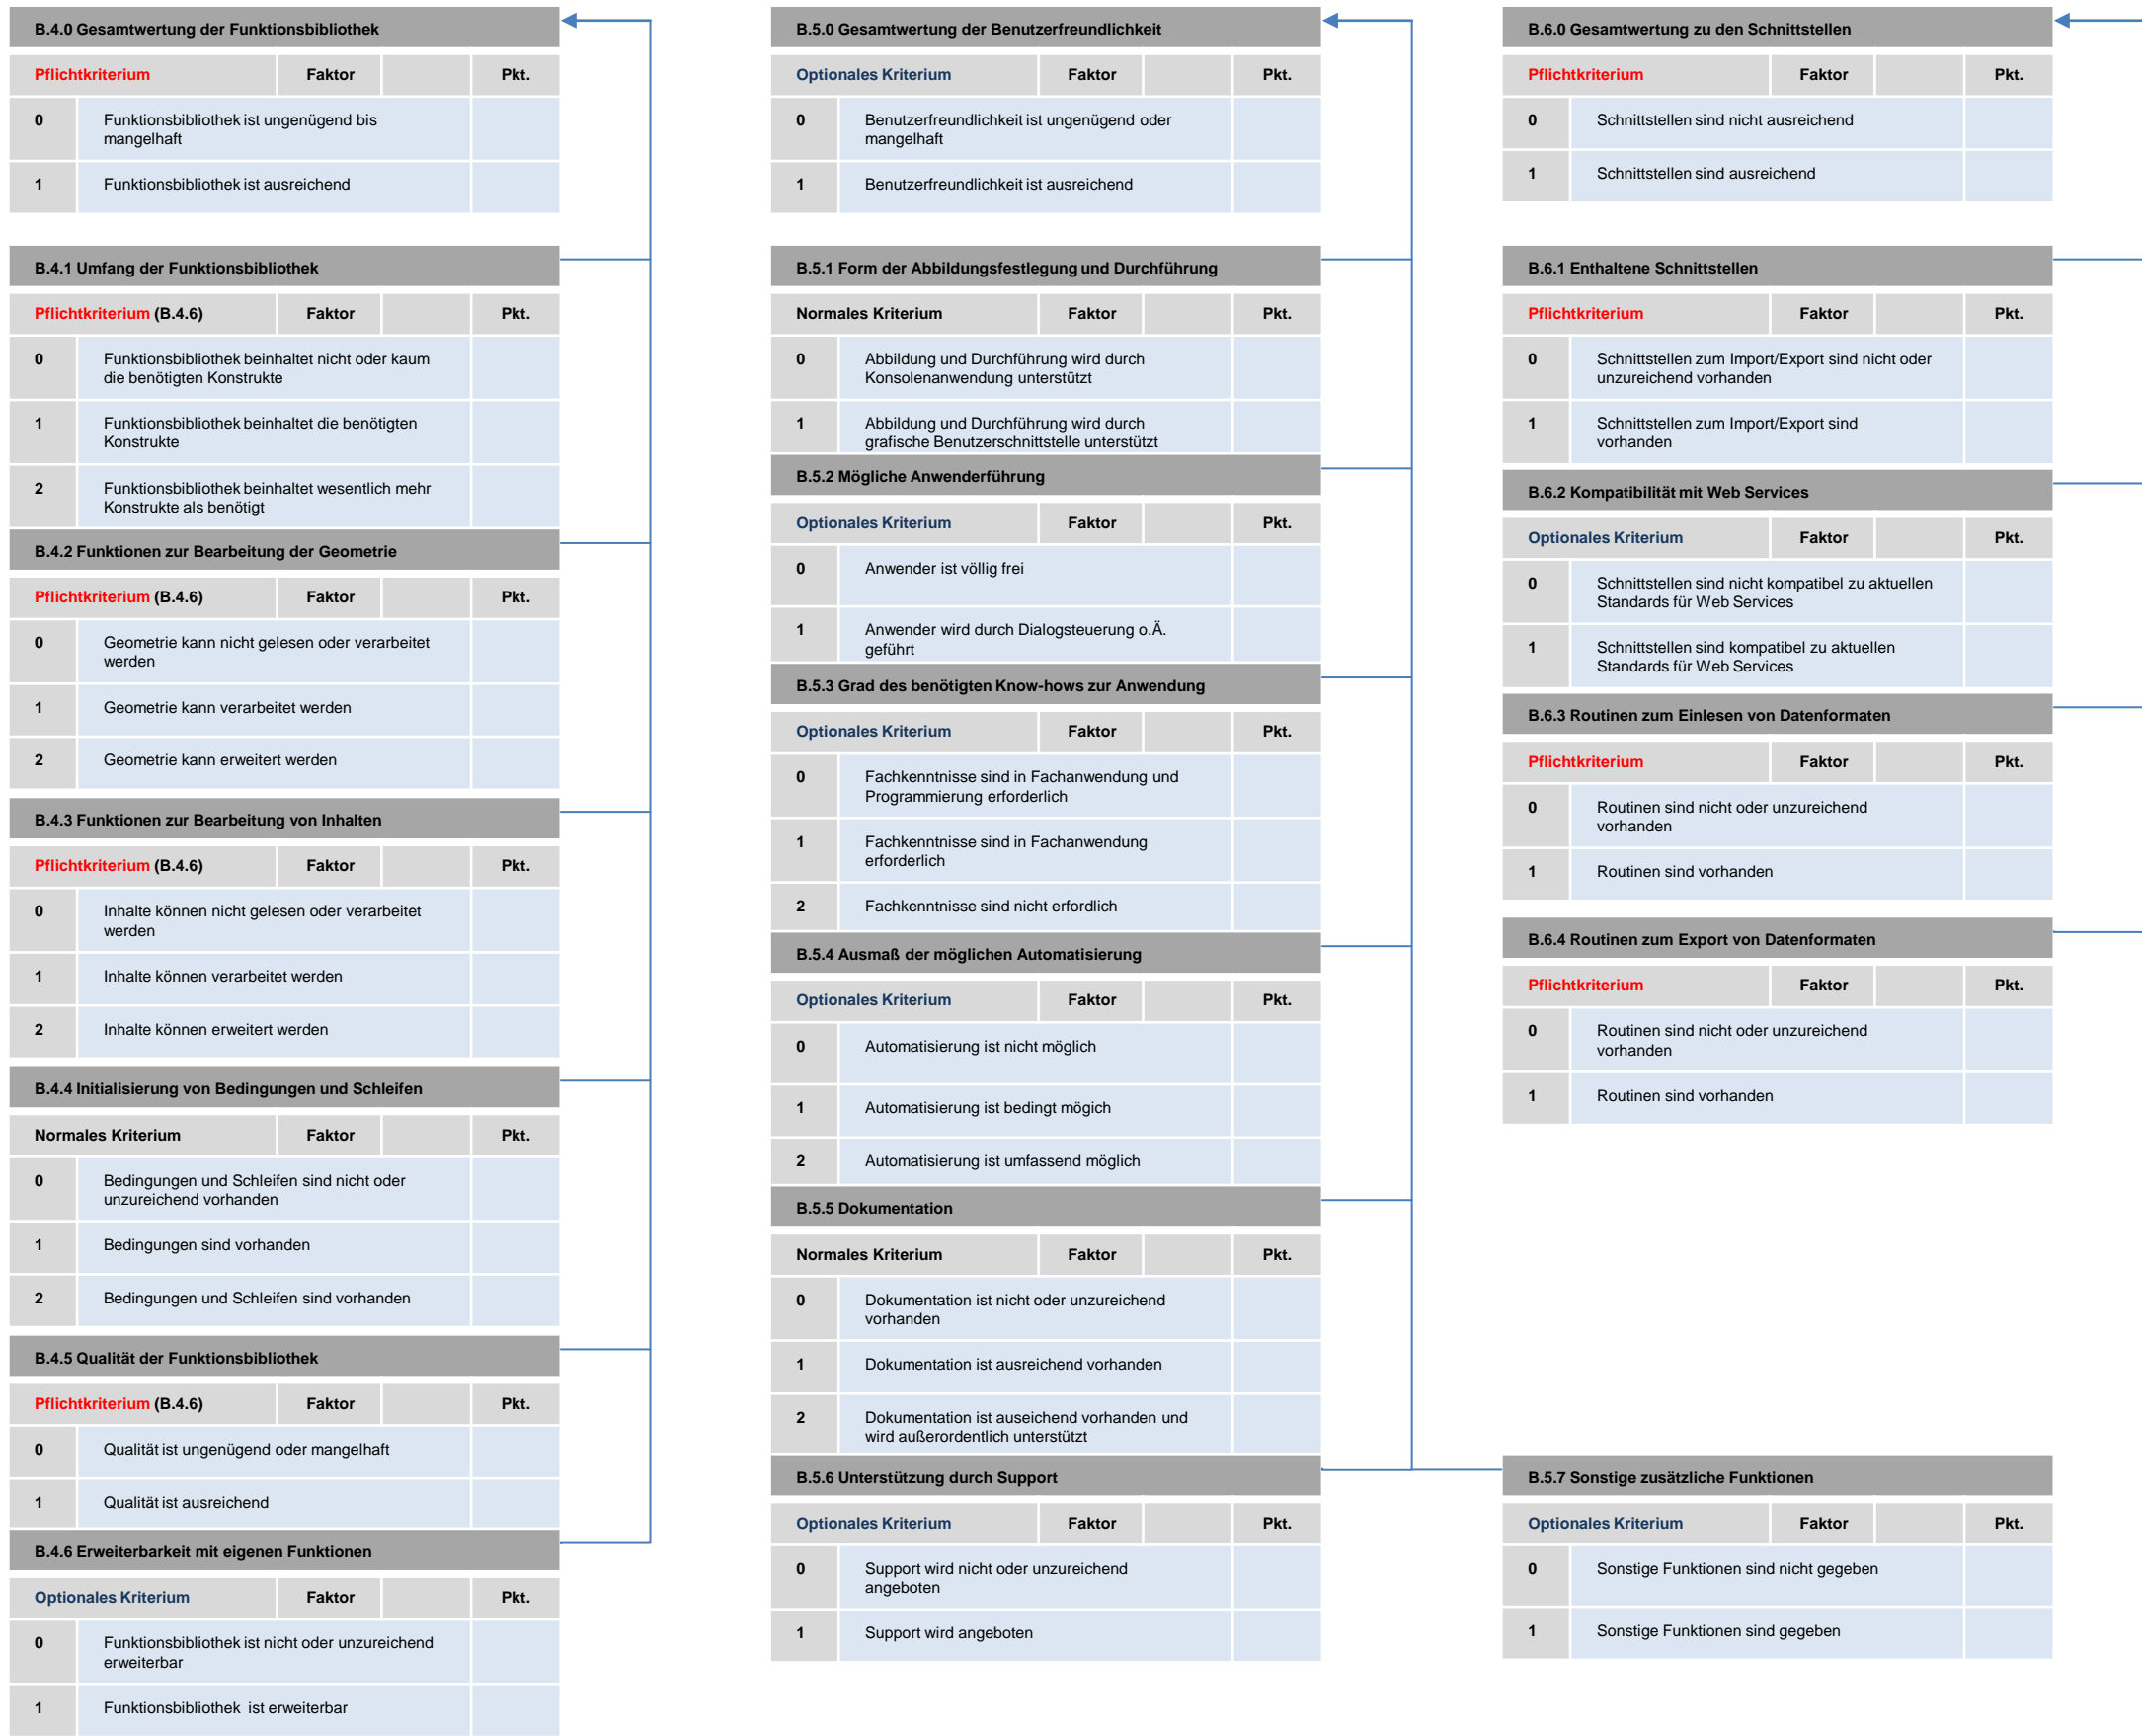 B.4.0 Gesamtwertung der Funktionsbibliothek
Pflichtkriterium Faktor Pkt.
0 Funktionsbibliothek ist ungenügend bis
mangelhaft
1 Funktionsbibliothek ist ausreichend
B.4.1 Umfang der Funktionsbibliothek
Pflichtkriterium (B.4.6) Faktor Pkt.
0 Funktionsbibliothek beinhaltet nicht oder kaum
die benötigten Konstrukte
1 Funktionsbibliothek beinhaltet die benötigten
Konstrukte
2 Funktionsbibliothek beinhaltet wesentlich mehr
Konstrukte als benötigt
B.4.2 Funktionen zur Bearbeitung der Geometrie
Pflichtkriterium (B.4.6) Faktor Pkt.
0 Geometrie kann nicht gelesen oder verarbeitet
werden
1 Geometrie kann verarbeitet werden
2 Geometrie kann erweitert werden
B.4.3 Funktionen zur Bearbeitung von Inhalten
Pflichtkriterium (B.4.6) Faktor Pkt.
0 Inhalte können nicht gelesen oder verarbeitet
werden
1 Inhalte können verarbeitet werden
2 Inhalte können erweitert werden
B.4.4 Initialisierung von Bedingungen und Schleifen
Normales Kriterium Faktor Pkt.
0 Bedingungen und Schleifen sind nicht oder
unzureichend vorhanden
1 Bedingungen sind vorhanden
2 Bedingungen und Schleifen sind vorhanden
B.4.5 Qualität der Funktionsbibliothek
Pflichtkriterium (B.4.6) Faktor Pkt.
0 Qualität ist ungenügend oder mangelhaft
1 Qualität ist ausreichend
B.4.6 Erweiterbarkeit mit eigenen Funktionen
Optionales Kriterium Faktor Pkt.
0 Funktionsbibliothek ist nicht oder unzureichend
erweiterbar
1 Funktionsbibliothek ist erweiterbar
B.5.0 Gesamtwertung der Benutzerfreundlichkeit
Optionales Kriterium Faktor Pkt.
0 Benutzerfreundlichkeit ist ungenügend oder
mangelhaft
1 Benutzerfreundlichkeit ist ausreichend
B.5.1 Form der Abbildungsfestlegung und Durchführung
Normales Kriterium Faktor Pkt.
0 Abbildung und Durchführung wird durch
Konsolenanwendung unterstützt
1 Abbildung und Durchführung wird durch
grafische Benutzerschnittstelle unterstützt
B.5.2 Mögliche Anwenderführung
Optionales Kriterium Faktor Pkt.
0 Anwender ist völlig frei
1 Anwender wird durch Dialogsteuerung o.Ä.
geführt
B.5.3 Grad des benötigten Know-hows zur Anwendung
Optionales Kriterium Faktor Pkt.
0 Fachkenntnisse sind in Fachanwendung und
Programmierung erforderlich
1 Fachkenntnisse sind in Fachanwendung
erforderlich
2 Fachkenntnisse sind nicht erfordlich
B.5.4 Ausmaß der möglichen Automatisierung
Optionales Kriterium Faktor Pkt.
0 Automatisierung ist nicht möglich
1 Automatisierung ist bedingt mögich
2 Automatisierung ist umfassend möglich
B.5.5 Dokumentation
Normales Kriterium Faktor Pkt.
0 Dokumentation ist nicht oder unzureichend
vorhanden
1 Dokumentation ist ausreichend vorhanden
2 Dokumentation ist auseichend vorhanden und
wird außerordentlich unterstützt
B.5.6 Unterstützung durch Support
Optionales Kriterium Faktor Pkt.
0 Support wird nicht oder unzureichend
angeboten
1 Support wird angeboten
B.6.0 Gesamtwertung zu den Schnittstellen
Pflichtkriterium Faktor Pkt.
0 Schnittstellen sind nicht ausreichend
1 Schnittstellen sind ausreichend
B.6.1 Enthaltene Schnittstellen
Pflichtkriterium Faktor Pkt.
0 Schnittstellen zum Import/Export sind nicht oder
unzureichend vorhanden
1 Schnittstellen zum Import/Export sind
vorhanden
B.6.2 Kompatibilität mit Web Services
Optionales Kriterium Faktor Pkt.
0 Schnittstellen sind nicht kompatibel zu aktuellen
Standards für Web Services
1 Schnittstellen sind kompatibel zu aktuellen
Standards für Web Services
B.6.3 Routinen zum Einlesen von Datenformaten
Pflichtkriterium Faktor Pkt.
0 Routinen sind nicht oder unzureichend
vorhanden
1 Routinen sind vorhanden
B.6.4 Routinen zum Export von Datenformaten
Pflichtkriterium Faktor Pkt.
0 Routinen sind nicht oder unzureichend
vorhanden
1 Routinen sind vorhanden
B.5.7 Sonstige zusätzliche Funktionen
Optionales Kriterium Faktor Pkt.
0 Sonstige Funktionen sind nicht gegeben
1 Sonstige Funktionen sind gegeben